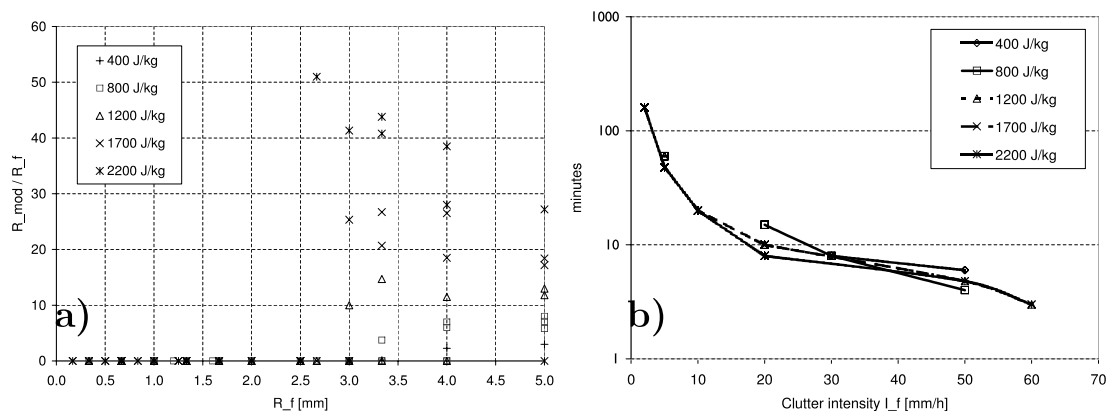 60
50
40
30
20
10
0
R_mod / R_f
400 J/kg
800 J/kg
1200 J/kg
1700 J/kg
2200 J/kg
a)
0.0 0.5 1.0 1.5 2.0 2.5 3.0 3.5 4.0 4.5 5.0
R_f [mm]
1000
100
10
1
minutes
400 J/kg
800 J/kg
1200 J/kg
1700 J/kg
2200 J/kg
b)
0 10 20 30 40 50 60 70
Clutter intensity I_f [mm/h]